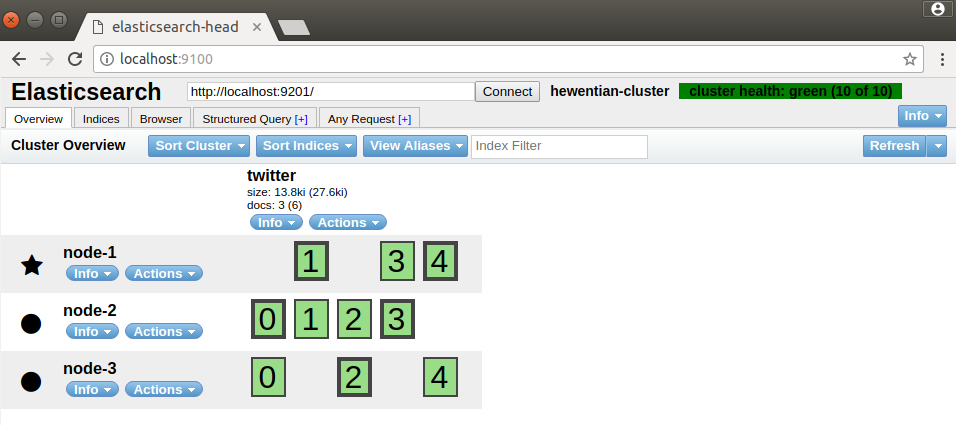 elasticsearch-head
localhost:9100
Elasticsearch http://localhost:9201/ Connect hewentian-cluster cluster health: green (10 of 10)
Overview Indices Browser Structured Query [+] Any Request [+] Info
Cluster Overview Sort Cluster Sort Indices View Aliases Index Filter Refresh
twitter
size: 13.8ki (27.6ki)
docs: 3 (6)
Info Actions
node-1 1 3 4
Info Actions
node-2 0 1 2 3
Info Actions
node-3 0 2 4
Info Actions